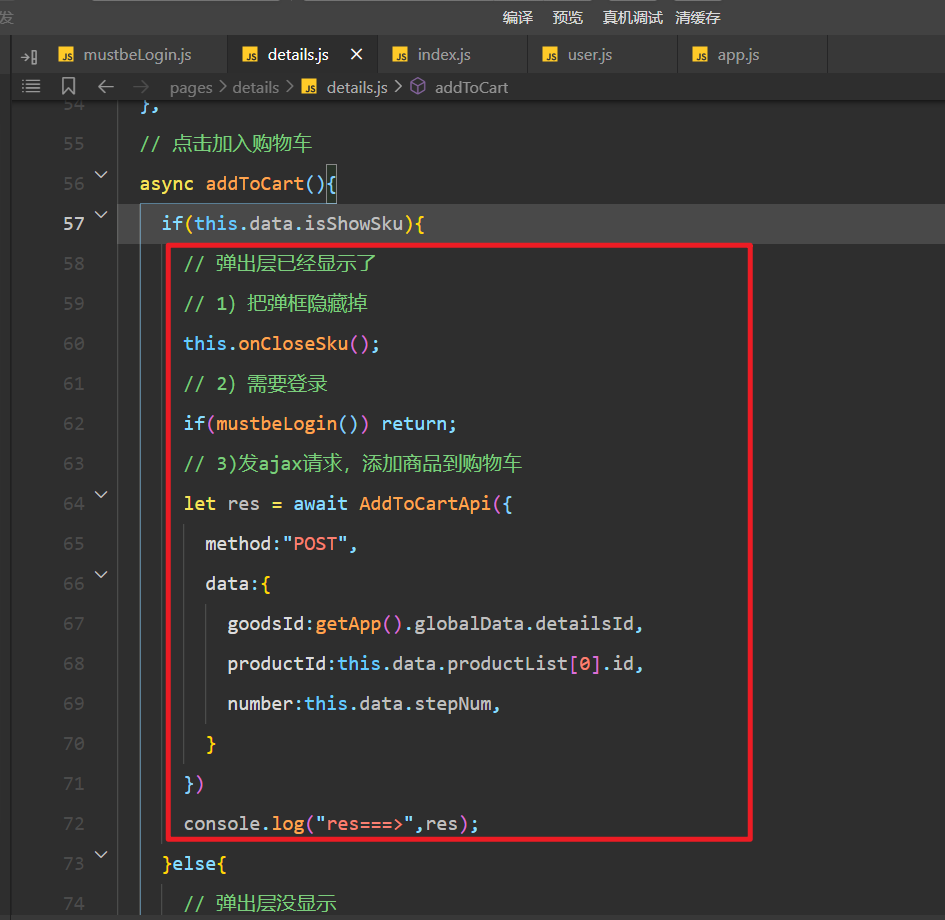 发
编译 预览 真机调试 清缓存
JS mustbeLogin.js JS details.js JS index.js JS user.js JS app.js
pages details JS details.js addToCart
54 },
55 // 点击加入购物车
56 async addToCart(){
57 if(this.data.isShowSku){
58 // 弹出层已经显示了
59 // 1) 把弹框隐藏掉
60 this.onCloseSku();
61 // 2) 需要登录
62 if(mustbeLogin()) return;
63 // 3)发ajax请求，添加商品到购物车
64 let res = await AddToCartApi({
65 method:"POST",
66 data:{
67 goodsId:getApp().globalData.detailsId,
68 productId:this.data.productList[0].id,
69 number:this.data.stepNum,
70 }
71 })
72 console.log("res===>",res);
73 }else{
74 // 弹出层没显示